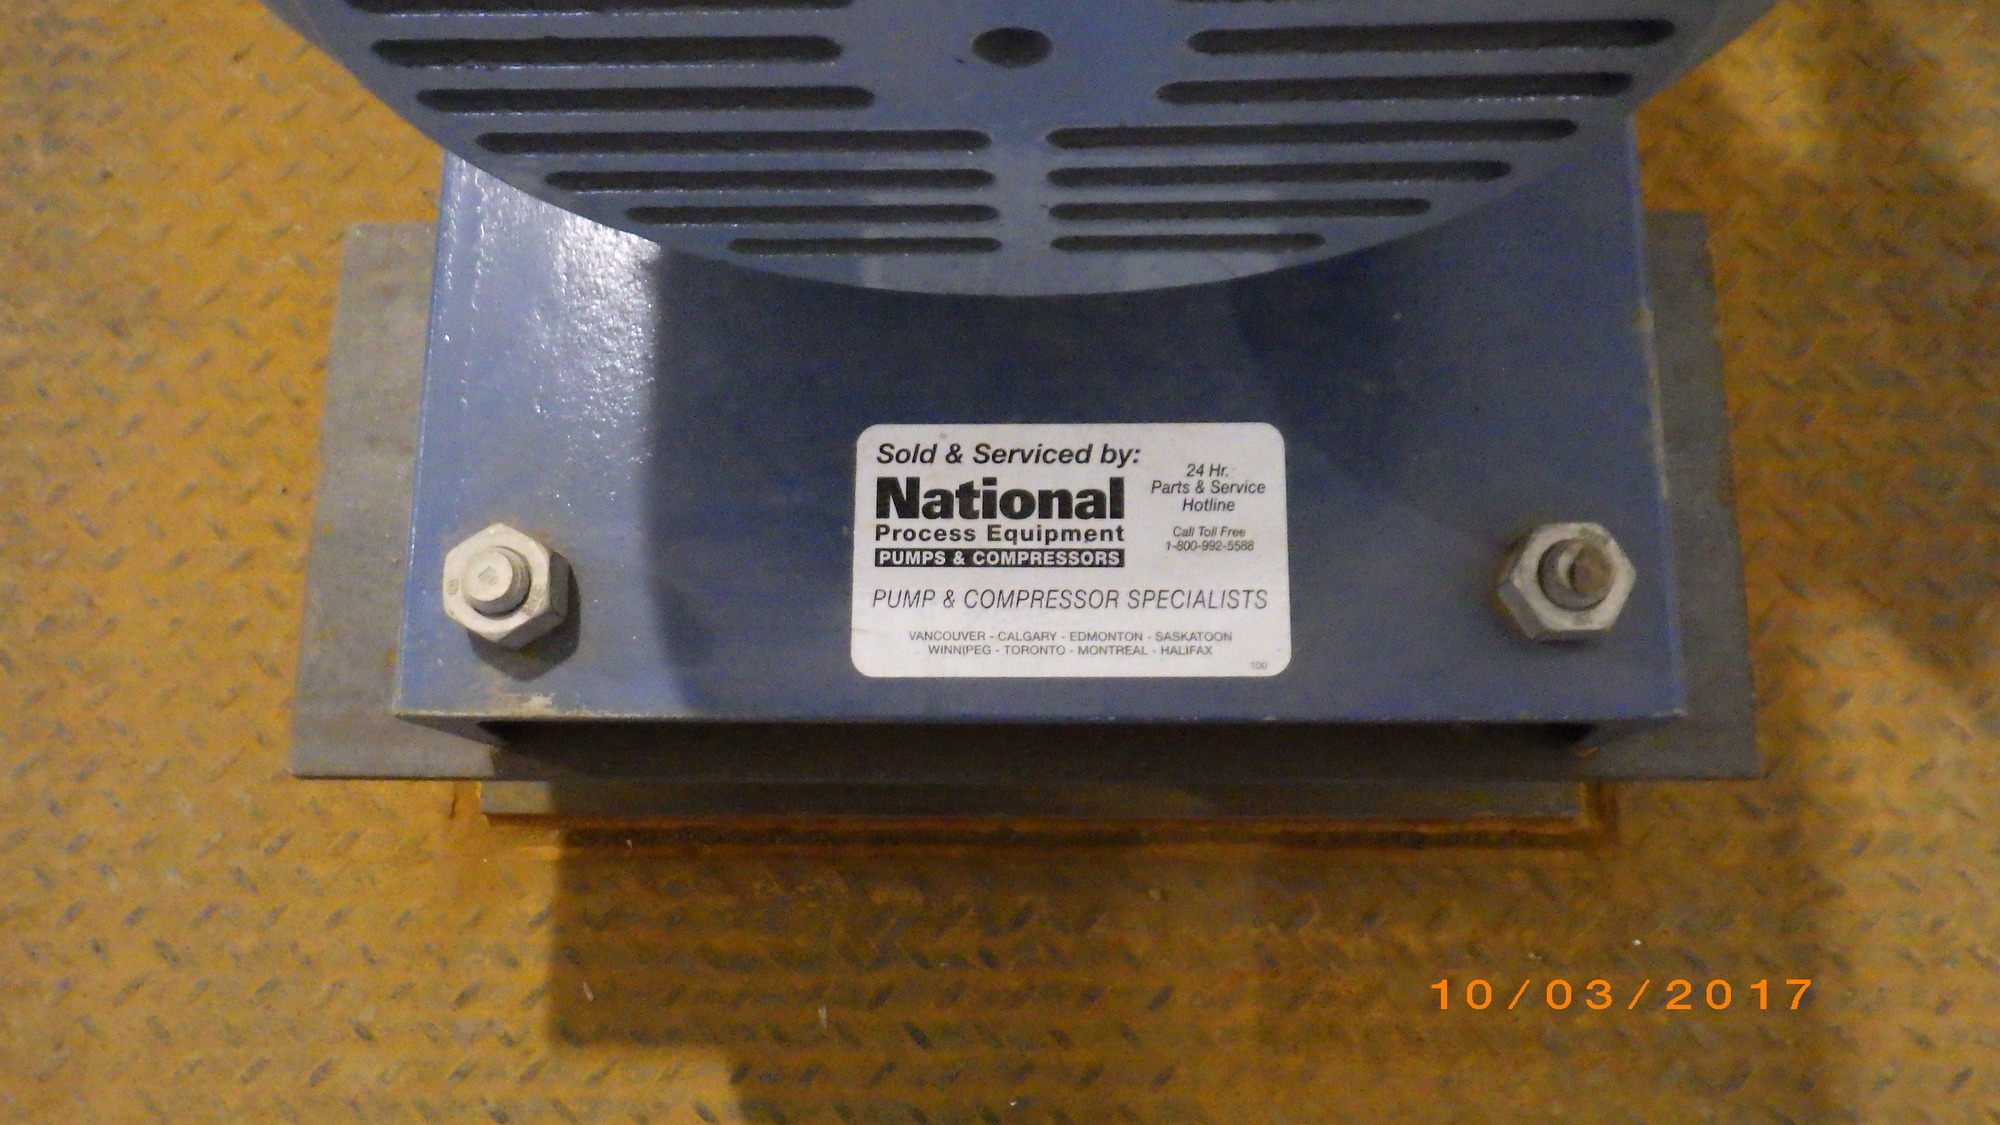 Sold & Serviced by:
National
Process Equipment
PUMPS & COMPRESSORS
24 Hr.
Parts & Service
Hotline
Call Toll Free
1-800-992-5588
PUMP & COMPRESSOR SPECIALISTS
VANCOUVER - CALGARY - EDMONTON - SASKATOON
WINNIPEG - TORONTO - MONTREAL - HALIFAX
100
10/03/2017